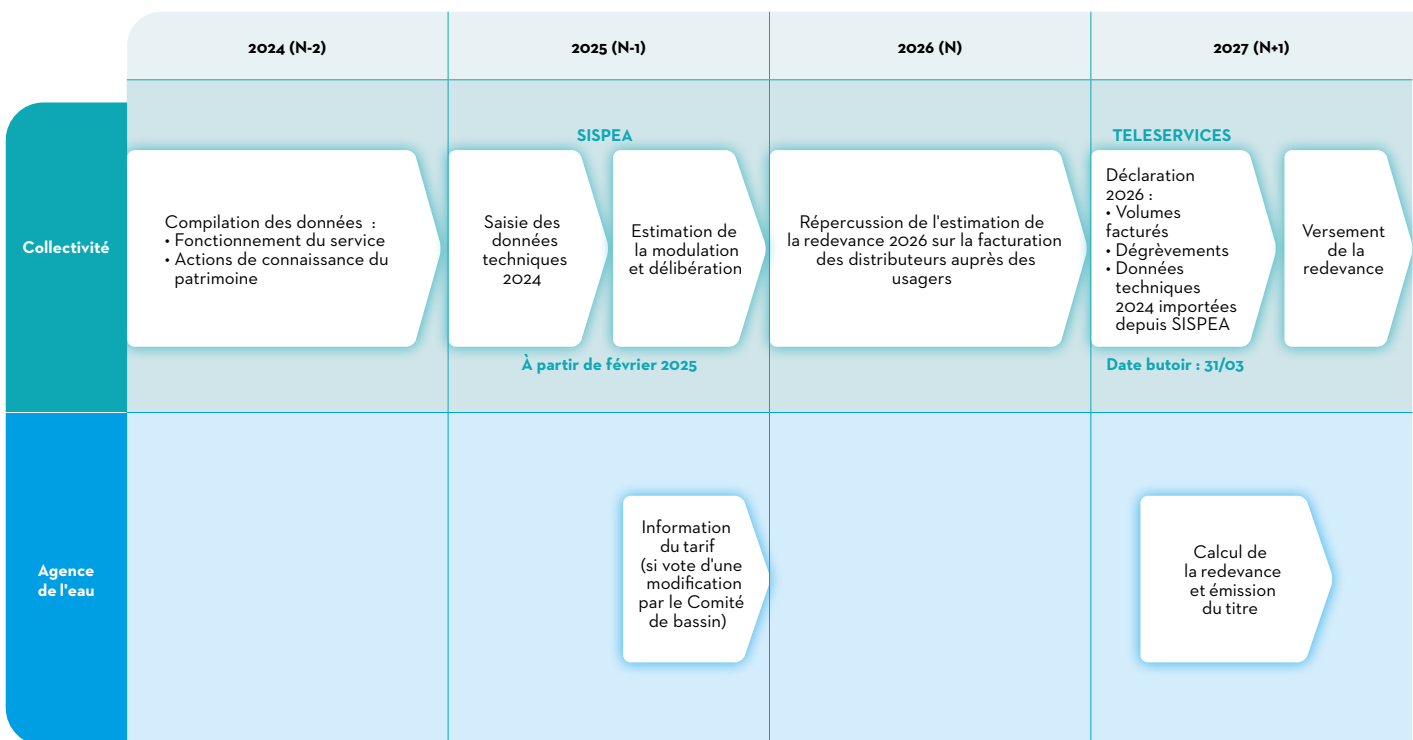 2024 (N-2)
2025 (N-1)
2026 (N)
2027 (N+1)
Collectivité
Compilation des données :
• Fonctionnement du service
• Actions de connaissance du
patrimoine
SISPEA
Saisie des
données
techniques
2024
Estimation de
la modulation
et délibération
À partir de février 2025
Répercussion de l'estimation de
la redevance 2026 sur la facturation
des distributeurs auprès des
usagers
TELESERVICES
Déclaration
2026 :
• Volumes
facturés
• Dégrèvements
• Données
techniques
2024 importées
depuis SISPEA
Date butoir : 31/03
Versement
de la
redevance
Agence
de l'eau
Information
du tarif
(si vote d'une
modification
par le Comité
de bassin)
Calcul de
la redevance
et émission
du titre